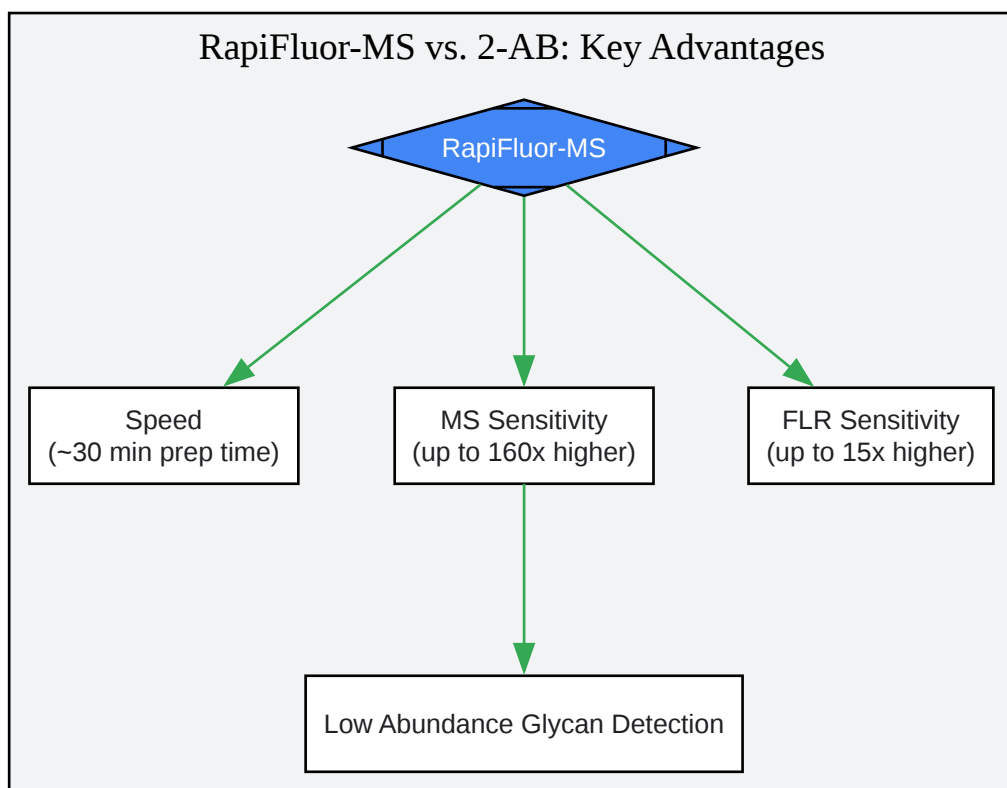 RapiFluor-MS vs. 2-AB: Key Advantages
RapiFluor-MS
Speed
(~30 min prep time)
MS Sensitivity
(up to 160x higher)
FLR Sensitivity
(up to 15x higher)
Low Abundance Glycan Detection